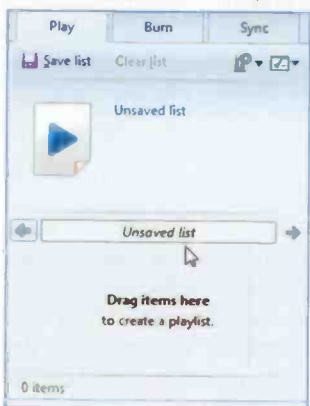 Play Burn Sync
Save list Clear list
Unsaved list
Unsaved list
Drag items here
to create a playlist.
0 items